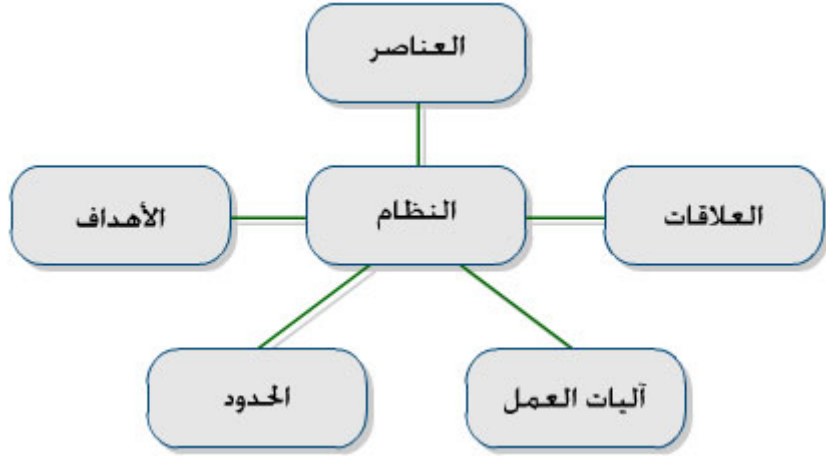 العناصر
العلاقات
النظام
الأهداف
آليات العمل
الحدود